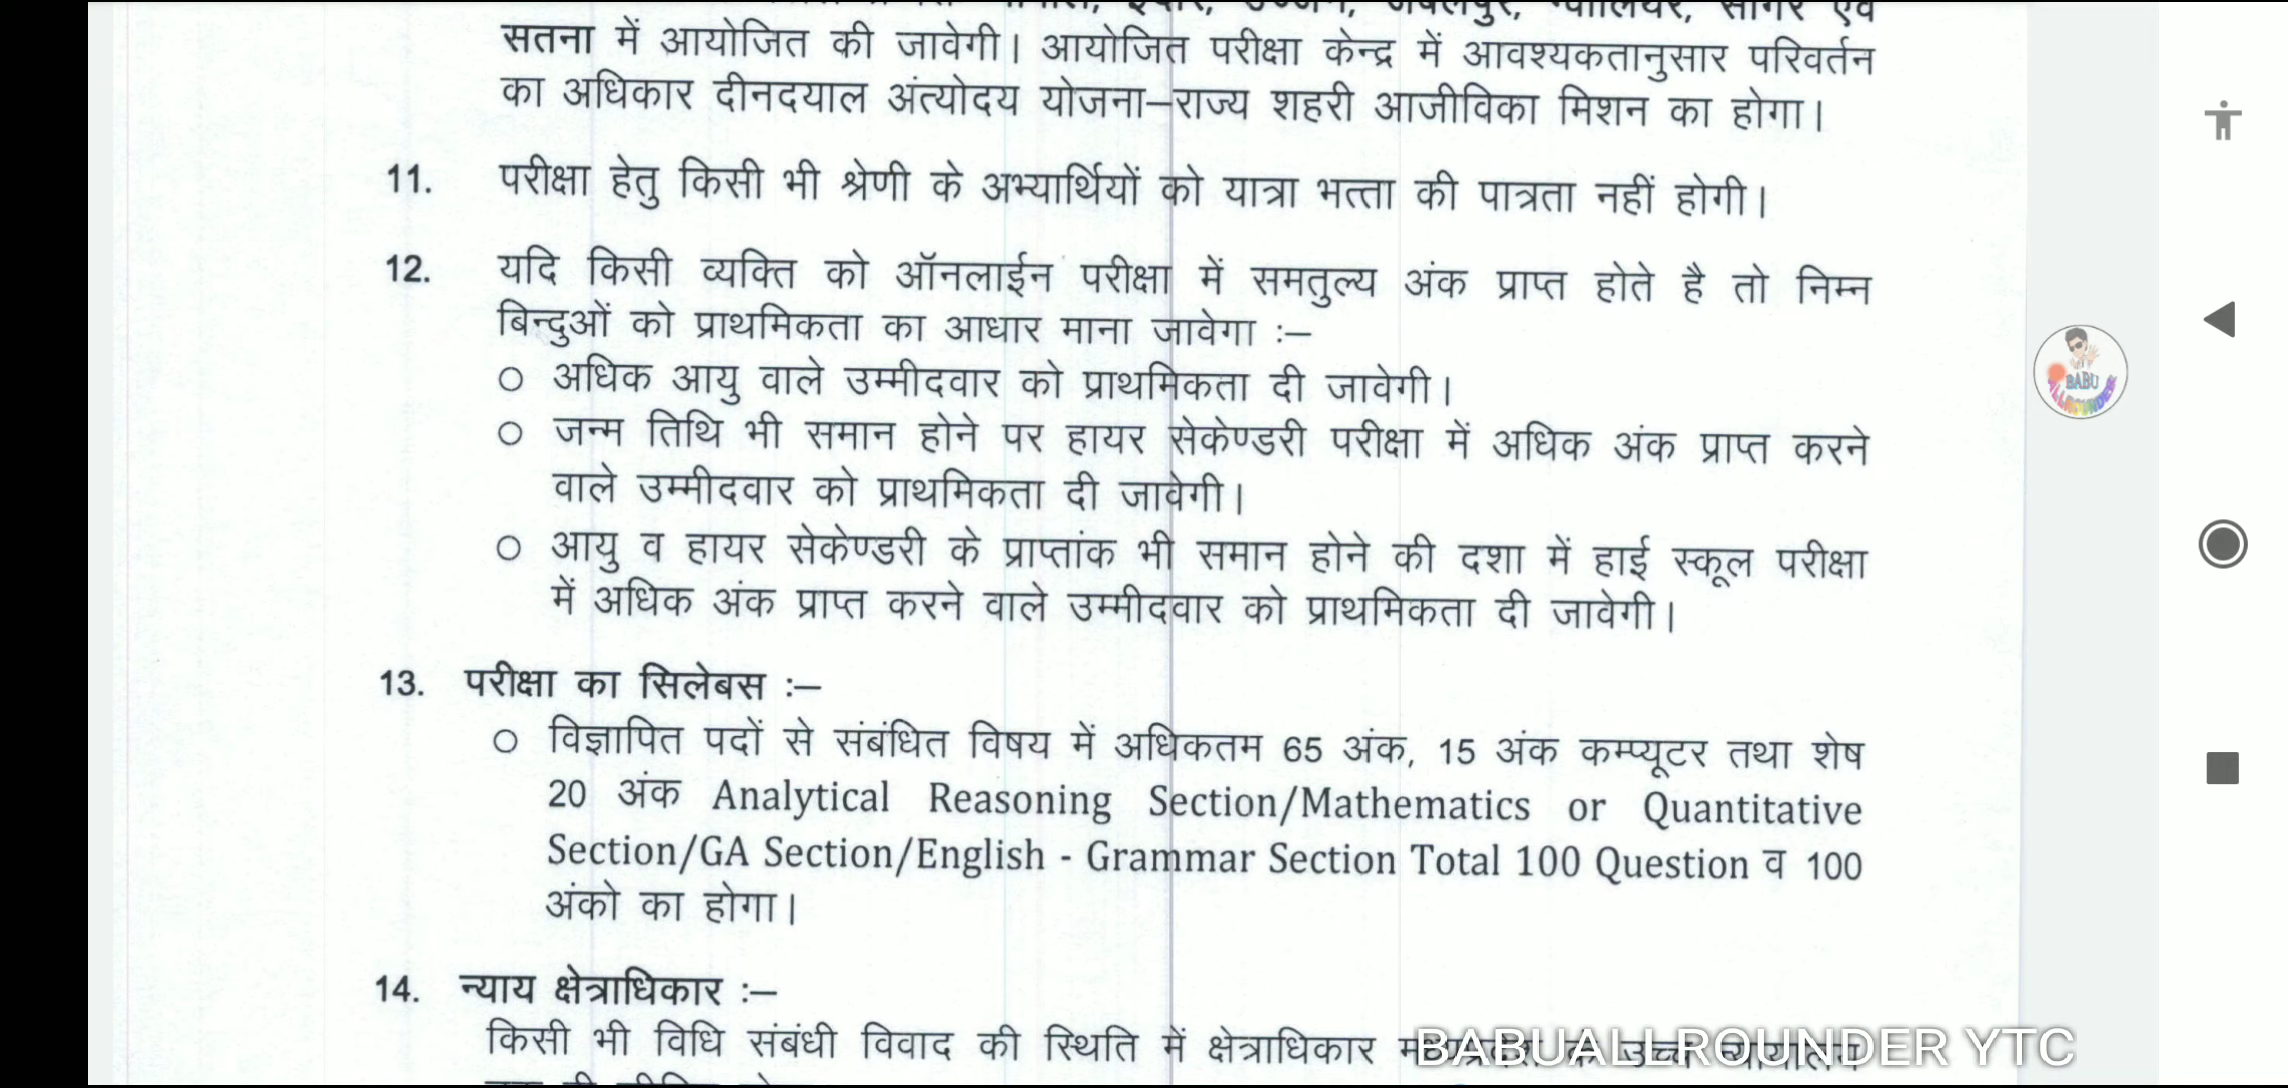 सतना में आयोजित की जावेगी। आयोजित परीक्षा केन्द्र में आवश्यकतानुसार परिवर्तन
का अधिकार दीनदयाल अंत्योदय योजना–राज्य शहरी आजीविका मिशन का होगा।
11. परीक्षा हेतु किसी भी श्रेणी के अभ्यार्थियों को यात्रा भत्ता की पात्रता नहीं होगी।
12. यदि किसी व्यक्ति को ऑनलाईन परीक्षा में समतुल्य अंक प्राप्त होते है तो निम्न
बिन्दुओं को प्राथमिकता का आधार माना जावेगा :–
○ अधिक आयु वाले उम्मीदवार को प्राथमिकता दी जावेगी।
○ जन्म तिथि भी समान होने पर हायर सेकेण्डरी परीक्षा में अधिक अंक प्राप्त करने
वाले उम्मीदवार को प्राथमिकता दी जावेगी।
○ आयु व हायर सेकेण्डरी के प्राप्तांक भी समान होने की दशा में हाई स्कूल परीक्षा
में अधिक अंक प्राप्त करने वाले उम्मीदवार को प्राथमिकता दी जावेगी।
13. परीक्षा का सिलेबस :–
○ विज्ञापित पदों से संबंधित विषय में अधिकतम 65 अंक, 15 अंक कम्प्यूटर तथा शेष
20 अंक Analytical Reasoning Section/Mathematics or Quantitative
Section/GA Section/English - Grammar Section Total 100 Question व 100
अंको का होगा।
14. न्याय क्षेत्राधिकार :–
किसी भी विधि संबंधी विवाद की स्थिति में क्षेत्राधिकार
BABUALLROUNDER YTC
BABU
ALLROUNDER